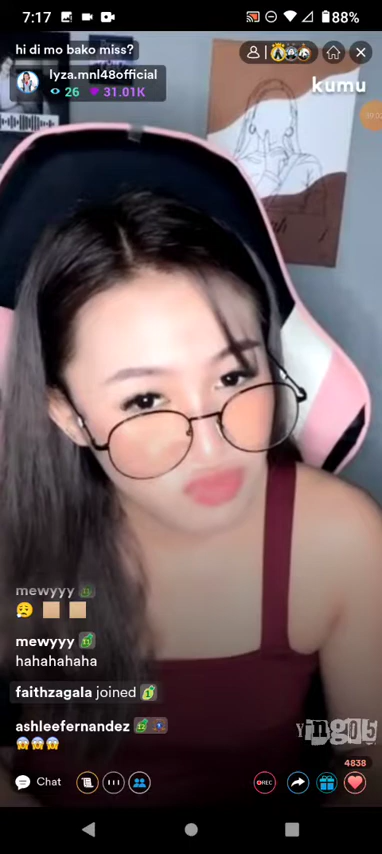 7:17
88%
hi di mo bako miss?
lyza.mnl48official
26 31.01K
kumu
mewyyy
mewyyy
hahahahaha
faithzagala joined
ashleefernandez
4838
Chat
REC